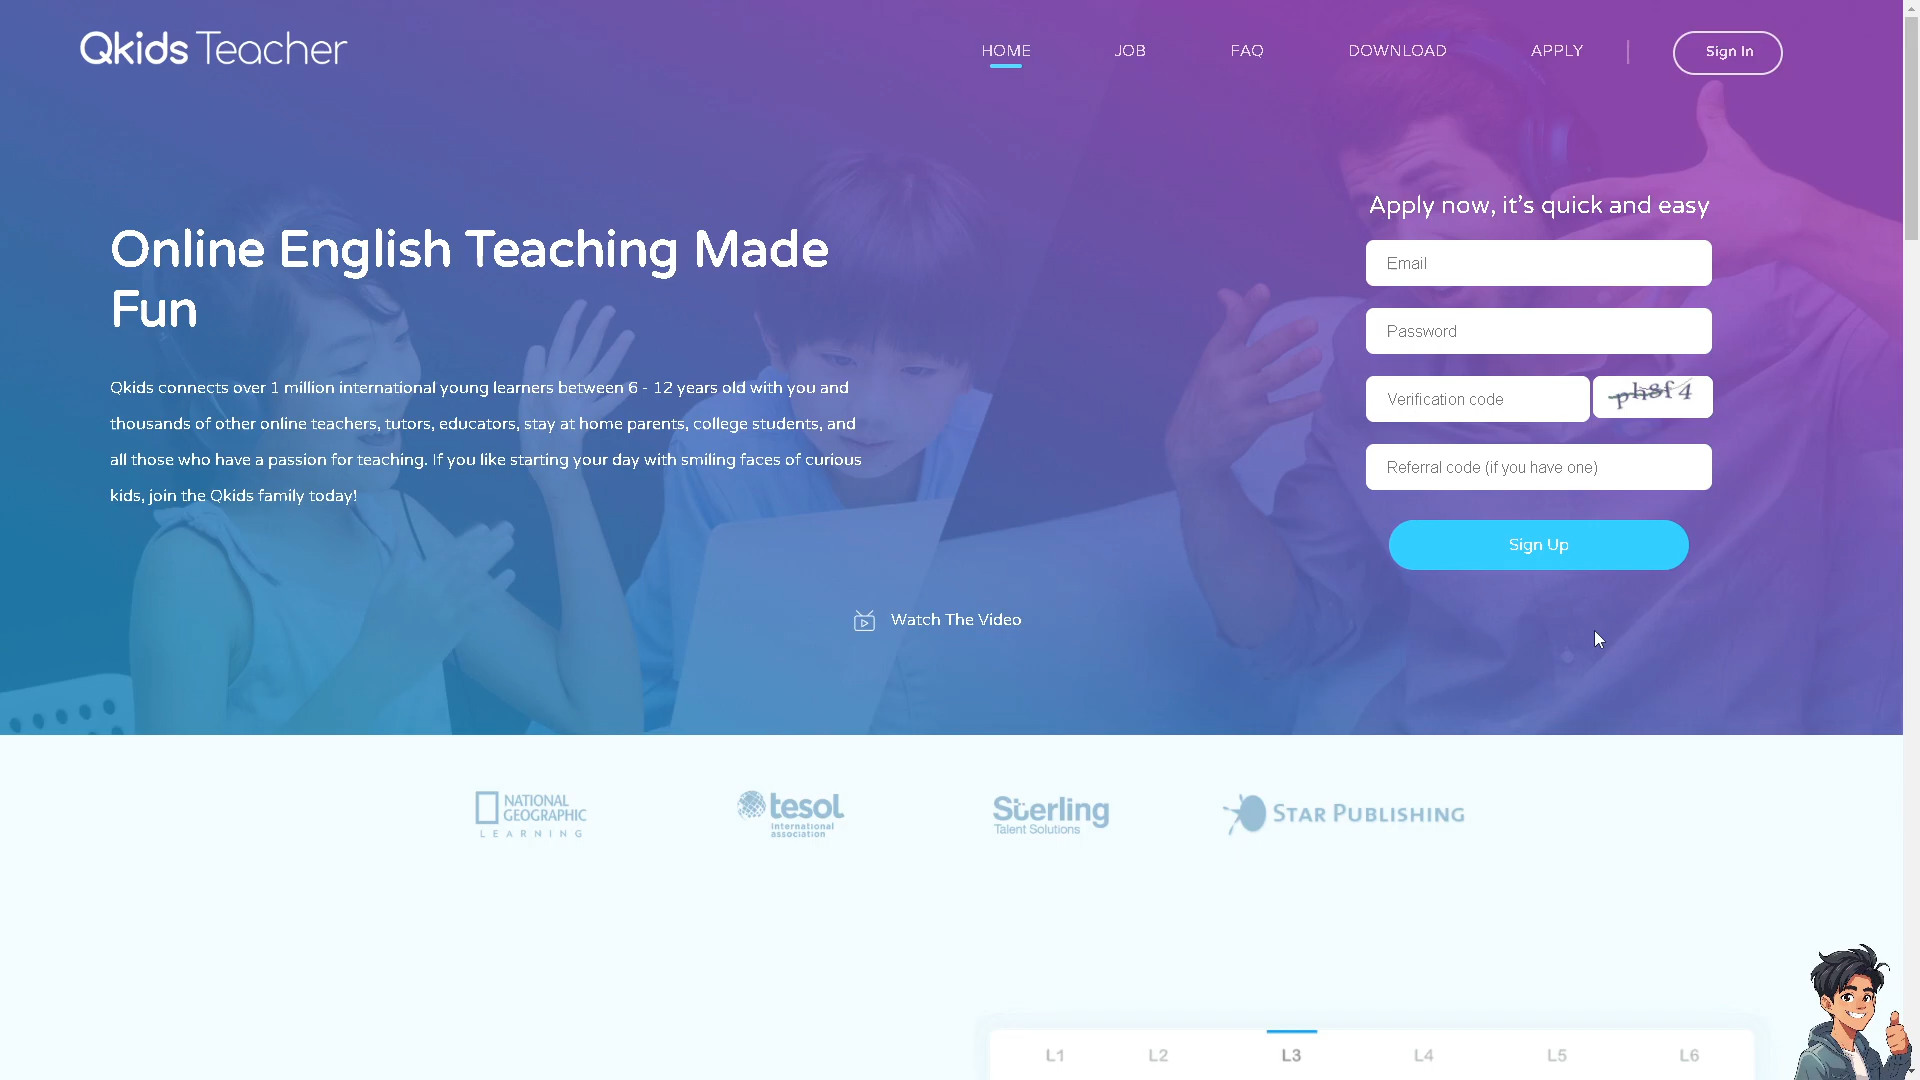 Qkids Teacher
HOME
JOB
FAQ
DOWNLOAD
APPLY
Sign In
Online English Teaching Made
Fun
Qkids connects over 1 million international young learners between 6 - 12 years old with you and
thousands of other online teachers, tutors, educators, stay at home parents, college students, and
all those who have a passion for teaching. If you like starting your day with smiling faces of curious
kids, join the Qkids family today!
Apply now, it's quick and easy
Email
Password
Verification code
ph8f4
Referral code (if you have one)
Sign Up
Watch The Video
NATIONAL
GEOGRAPHIC
LEARNING
tesol
international
association
Sterling
Talent Solutions
STAR PUBLISHING
L1
L2
L3
L4
L5
L6